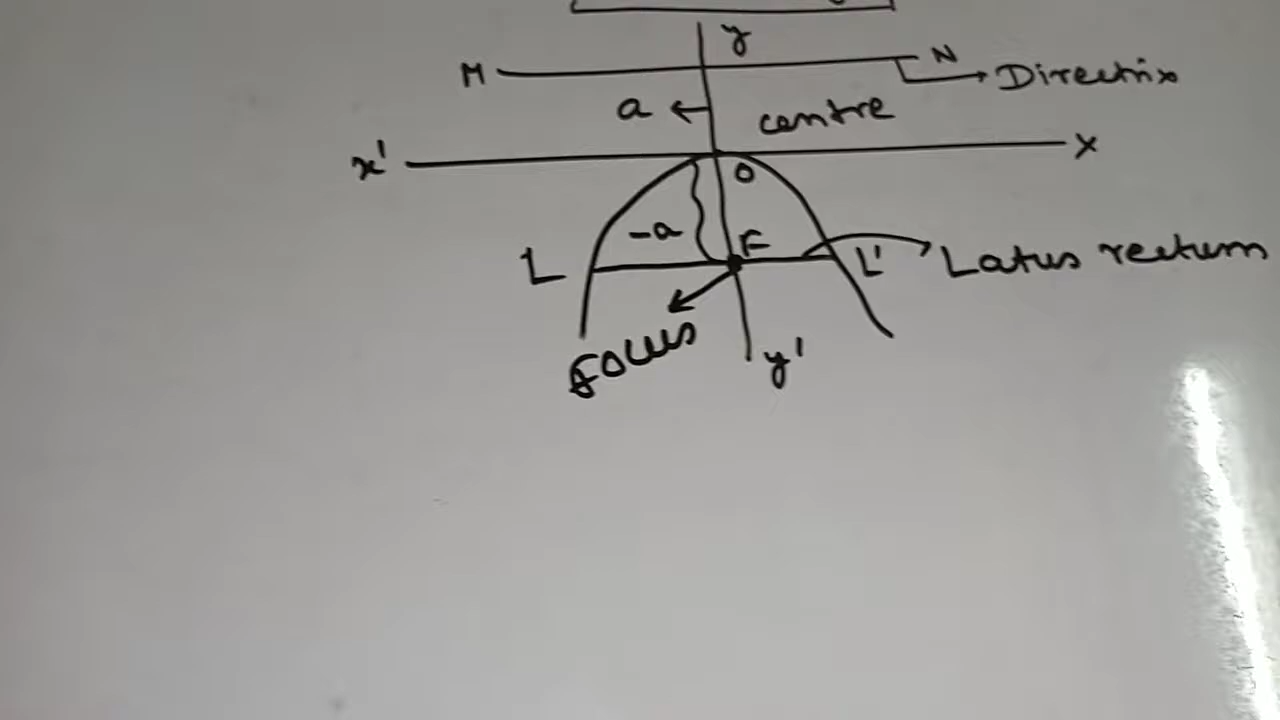 y
M
N
Directrix
a
centre
x'
X
O
-a
F
L
L'
Latus rectum
focus
y'